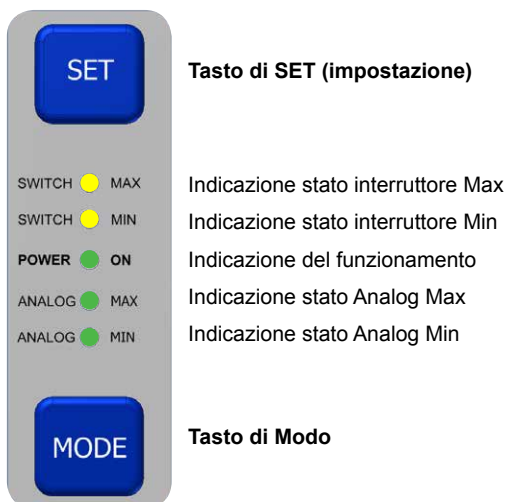 SET
Tasto di SET (impostazione)
SWITCH MAX Indicazione stato interruttore Max
SWITCH MIN Indicazione stato interruttore Min
POWER ON Indicazione del funzionamento
ANALOG MAX Indicazione stato Analog Max
ANALOG MIN Indicazione stato Analog Min
MODE
Tasto di Modo